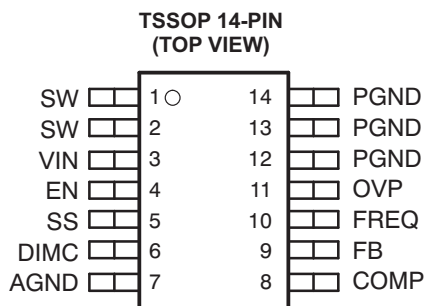 TSSOP 14-PIN
(TOP VIEW)
SW 1 14 PGND
SW 2 13 PGND
VIN 3 12 PGND
EN 4 11 OVP
SS 5 10 FREQ
DIMC 6 9 FB
AGND 7 8 COMP